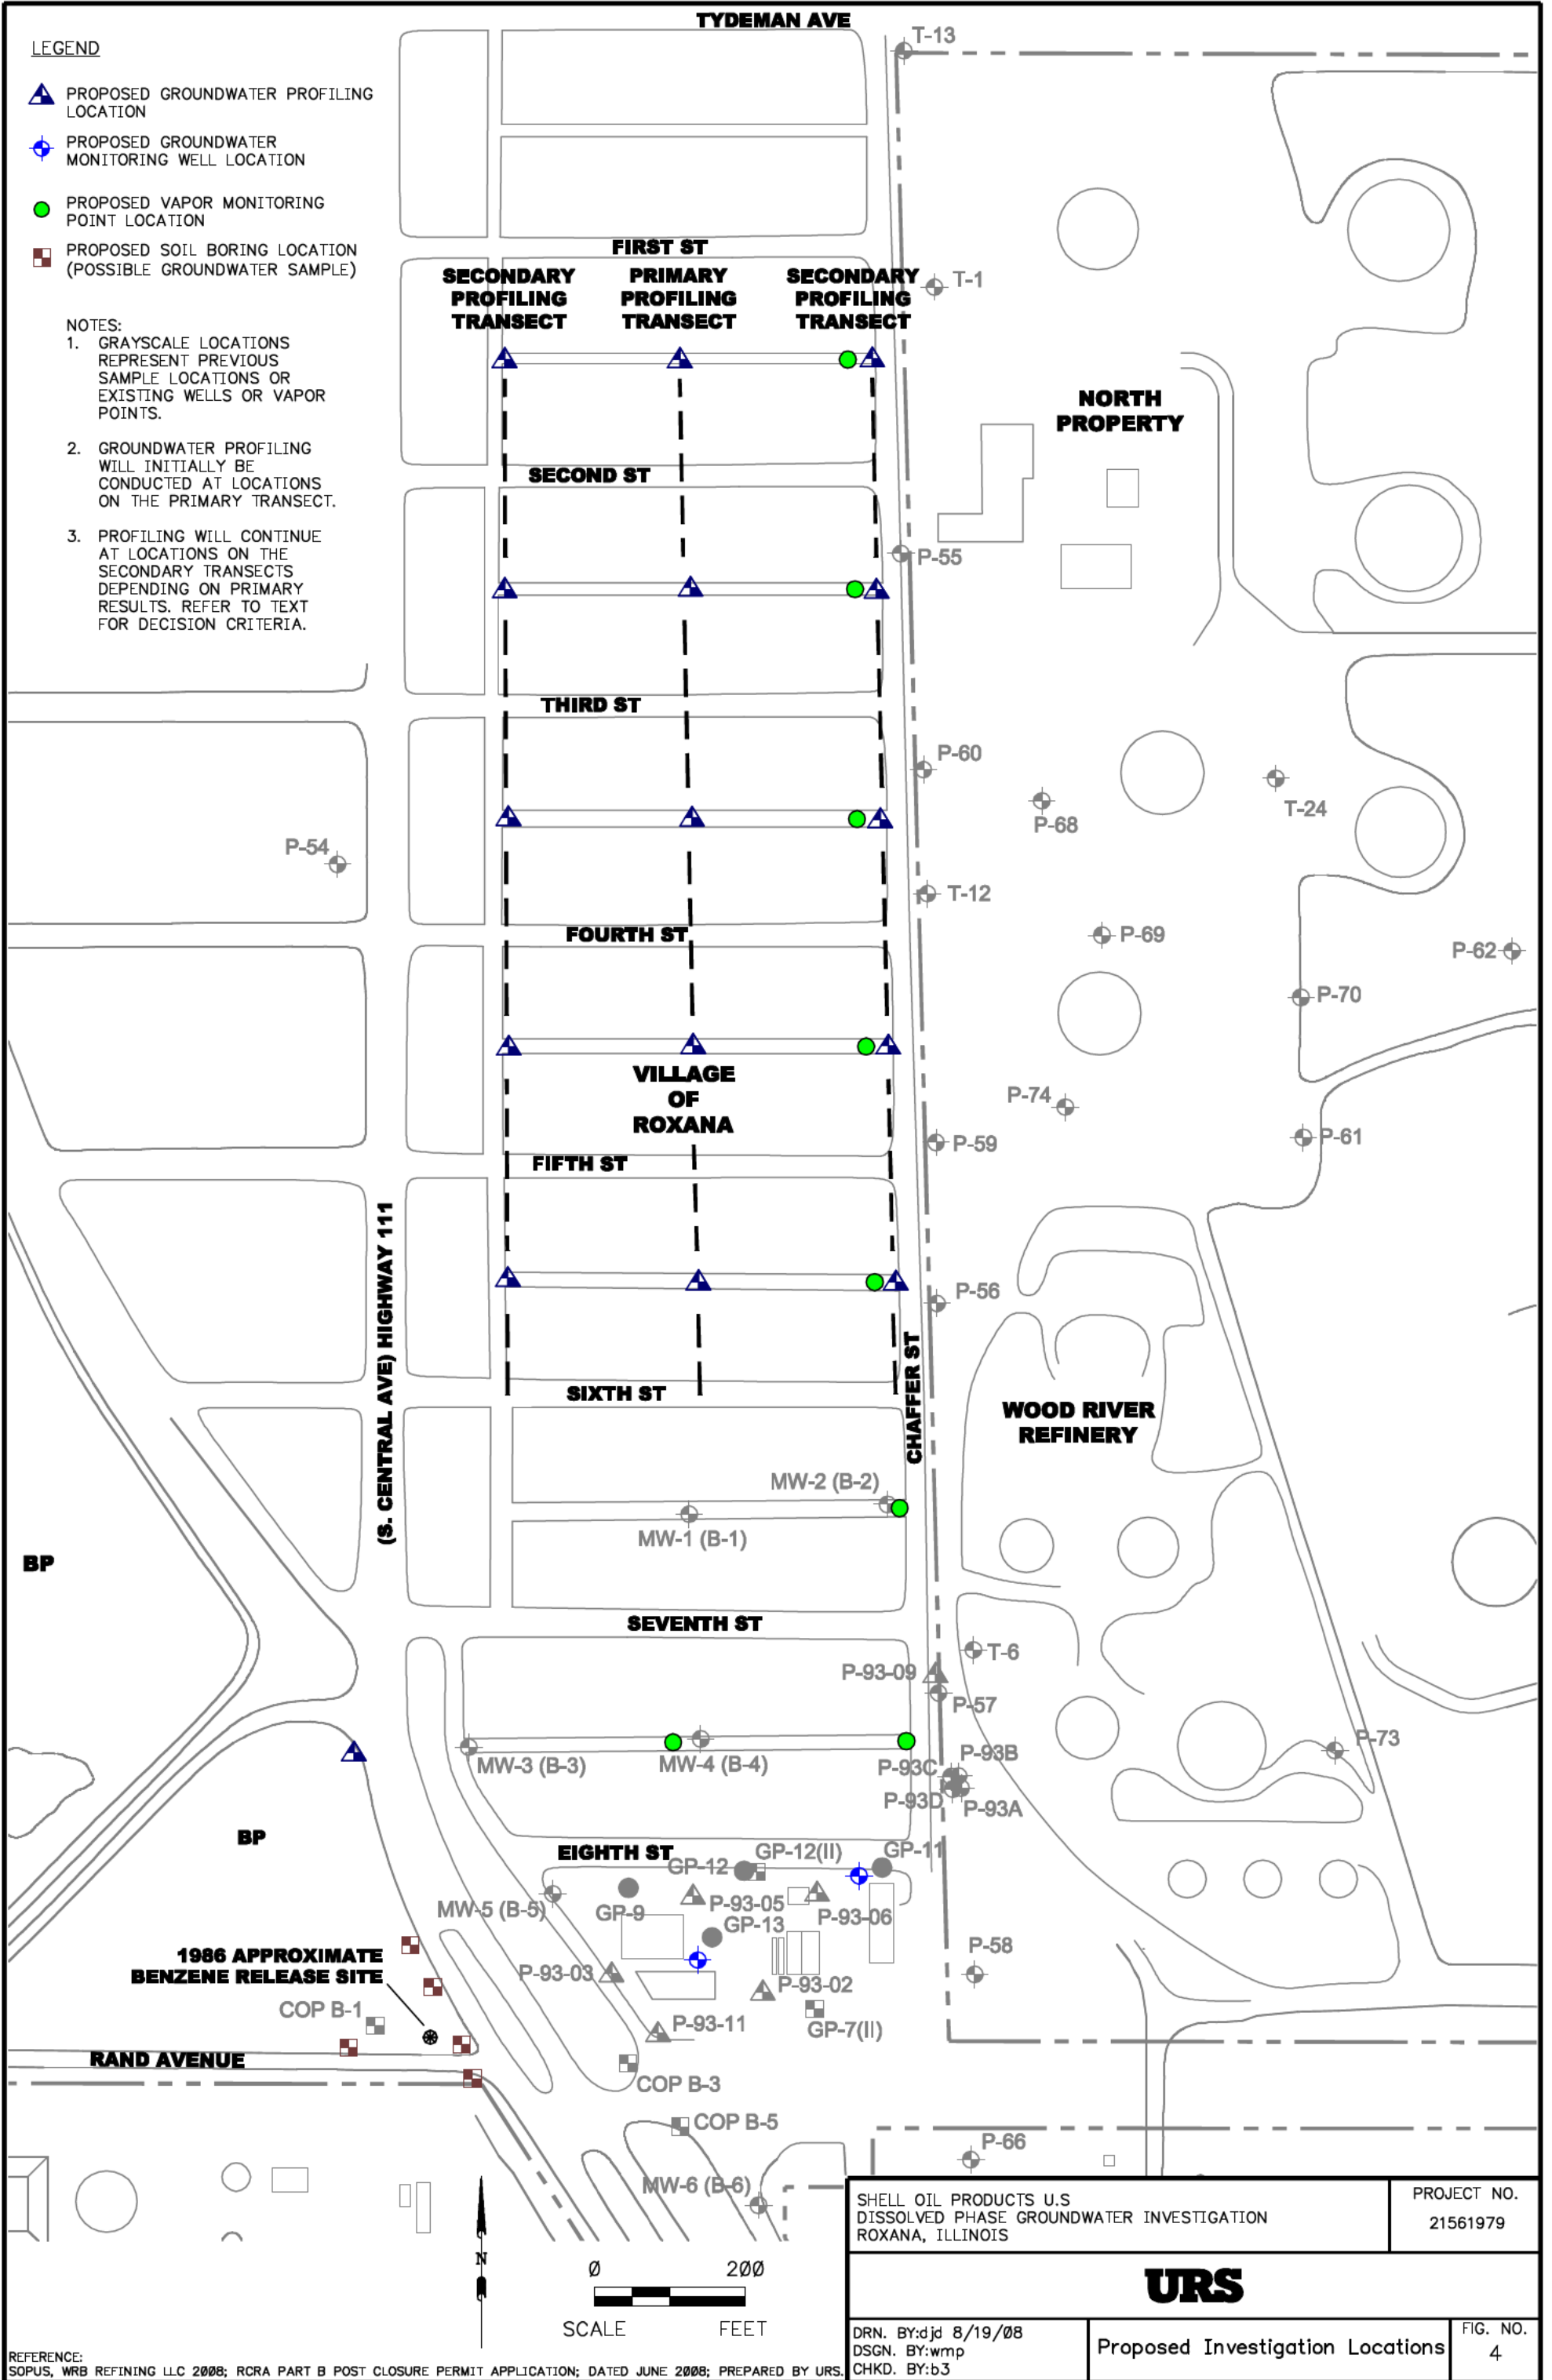 TYDEMAN AVE
T-13
LEGEND
PROPOSED GROUNDWATER PROFILING
LOCATION
PROPOSED GROUNDWATER
MONITORING WELL LOCATION
PROPOSED VAPOR MONITORING
POINT LOCATION
PROPOSED SOIL BORING LOCATION
(POSSIBLE GROUNDWATER SAMPLE)
NOTES:
1. GRAYSCALE LOCATIONS
REPRESENT PREVIOUS
SAMPLE LOCATIONS OR
EXISTING WELLS OR VAPOR
POINTS.
2. GROUNDWATER PROFILING
WILL INITIALLY BE
CONDUCTED AT LOCATIONS
ON THE PRIMARY TRANSECT.
3. PROFILING WILL CONTINUE
AT LOCATIONS ON THE
SECONDARY TRANSECTS
DEPENDING ON PRIMARY
RESULTS. REFER TO TEXT
FOR DECISION CRITERIA.
FIRST ST
SECONDARY
PROFILING
TRANSECT
PRIMARY
PROFILING
TRANSECT
SECONDARY
PROFILING
TRANSECT
T-1
NORTH
PROPERTY
SECOND ST
P-55
THIRD ST
P-60
P-68
T-24
P-54
T-12
FOURTH ST
P-69
P-62
P-70
VILLAGE
OF
ROXANA
P-74
P-59
P-61
FIFTH ST
(S. CENTRAL AVE) HIGHWAY 111
P-56
CHAFFER ST
SIXTH ST
WOOD RIVER
REFINERY
MW-2 (B-2)
MW-1 (B-1)
BP
SEVENTH ST
T-6
P-93-09
P-57
P-73
MW-3 (B-3)
MW-4 (B-4)
P-93C
P-93B
P-93D
P-93A
BP
EIGHTH ST
GP-12
GP-12(II)
GP-11
MW-5 (B-5)
GP-9
P-93-05
P-93-06
GP-13
P-58
1986 APPROXIMATE
BENZENE RELEASE SITE
P-93-03
P-93-02
COP B-1
P-93-11
GP-7(II)
RAND AVENUE
COP B-3
COP B-5
P-66
MW-6 (B-6)
N
Ø 2ØØ
SCALE FEET
SHELL OIL PRODUCTS U.S
DISSOLVED PHASE GROUNDWATER INVESTIGATION
ROXANA, ILLINOIS
PROJECT NO.
21561979
URS
DRN. BY:djd 8/19/Ø8
DSGN. BY:wmp
CHKD. BY:b3
Proposed Investigation Locations
FIG. NO.
4
REFERENCE:
SOPUS, WRB REFINING LLC 2ØØ8; RCRA PART B POST CLOSURE PERMIT APPLICATION; DATED JUNE 2ØØ8; PREPARED BY URS.